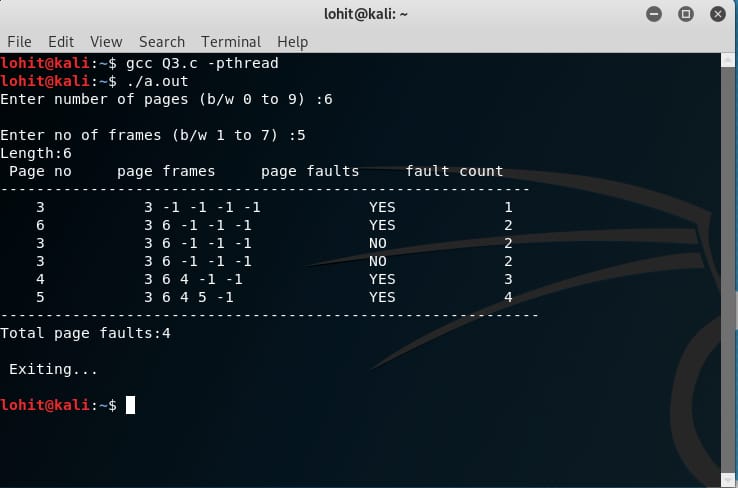 lohit@kali: ~
File Edit View Search Terminal Help
lohit@kali:~$ gcc Q3.c -pthread
lohit@kali:~$ ./a.out
Enter number of pages (b/w 0 to 9) :6
Enter no of frames (b/w 1 to 7) :5
Length:6
 Page no     page frames     page faults     fault count
-----------------------------------------------------------
    3           3 -1 -1 -1 -1            YES            1
    6           3 6 -1 -1 -1             YES            2
    3           3 6 -1 -1 -1             NO             2
    3           3 6 -1 -1 -1             NO             2
    4           3 6 4 -1 -1              YES            3
    5           3 6 4 5 -1               YES            4
------------------------------------------------------------
Total page faults:4
 Exiting...
lohit@kali:~$